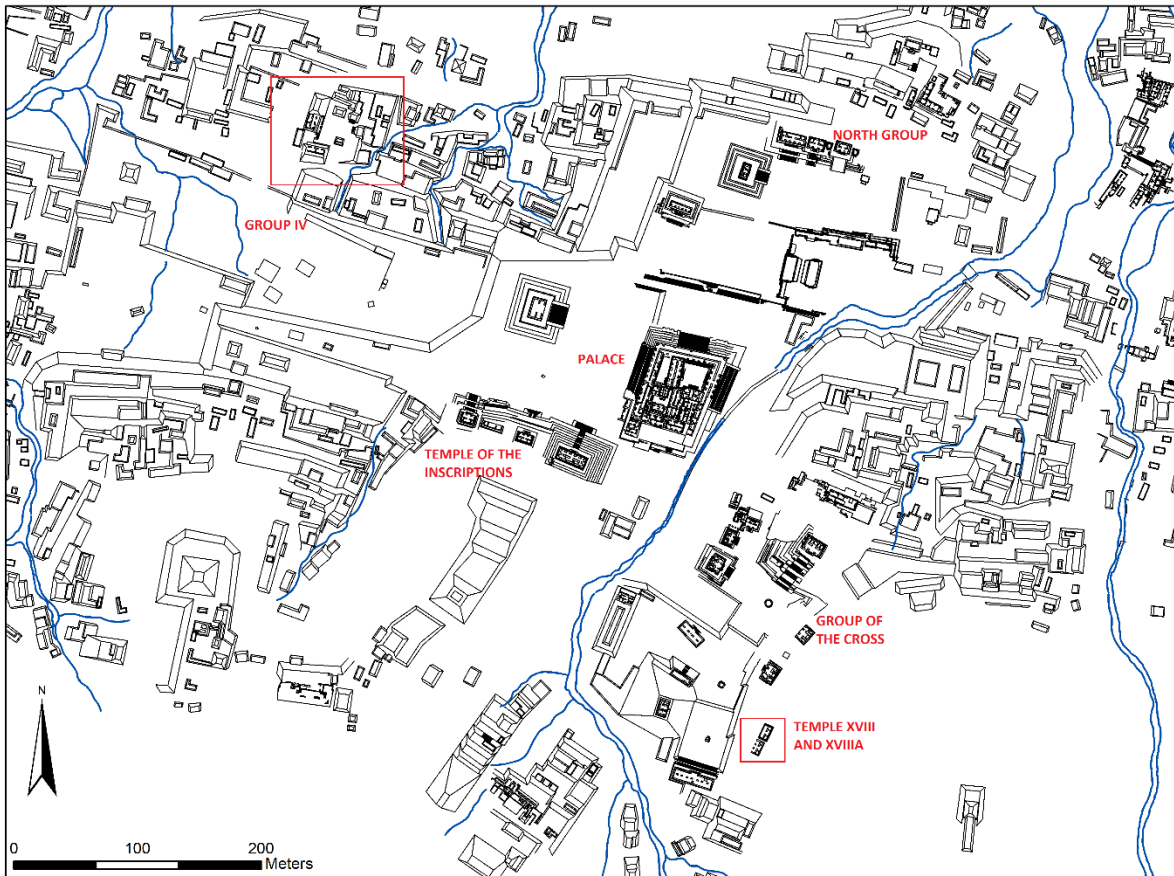 NORTH GROUP
GROUP IV
PALACE
TEMPLE OF THE
INSCRIPTIONS
GROUP OF
THE CROSS
TEMPLE XVIII
AND XVIIIA
N
0 100 200
Meters